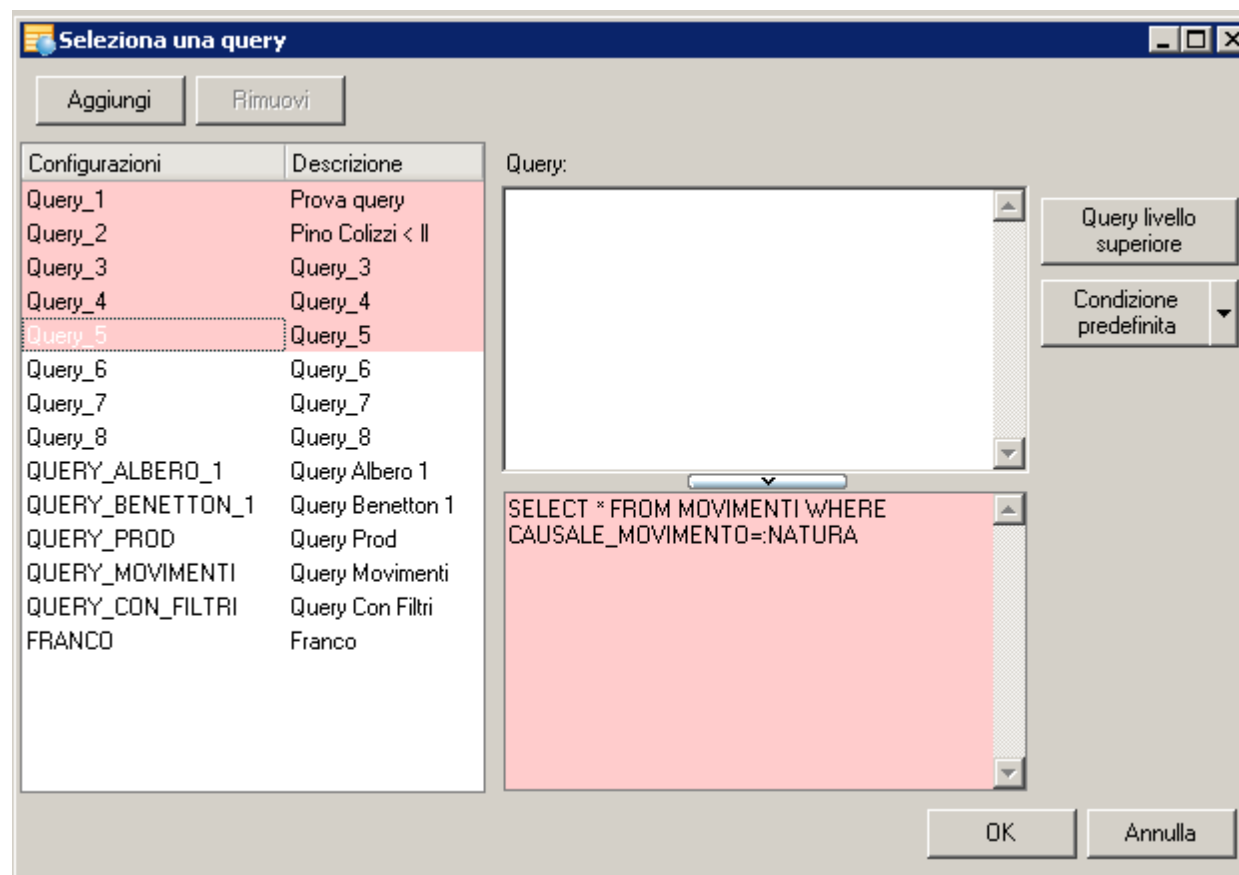 Seleziona una query
Aggiungi Rimuovi
Configurazioni Descrizione
Query_1 Prova query
Query_2 Pino Colizzi < ll
Query_3 Query_3
Query_4 Query_4
Query_5 Query_5
Query_6 Query_6
Query_7 Query_7
Query_8 Query_8
QUERY_ALBERO_1 Query Albero 1
QUERY_BENETTON_1 Query Benetton 1
QUERY_PROD Query Prod
QUERY_MOVIMENTI Query Movimenti
QUERY_CON_FILTRI Query Con Filtri
FRANCO Franco
Query:
SELECT * FROM MOVIMENTI WHERE
CAUSALE_MOVIMENTO=:NATURA
Query livello
superiore
Condizione
predefinita
OK Annulla